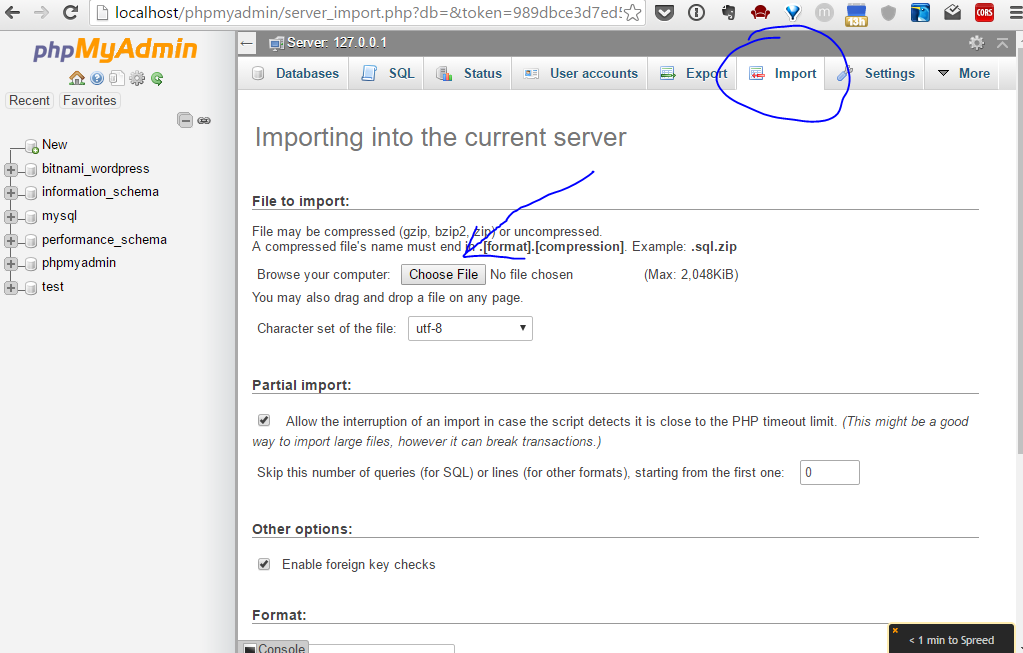 localhost/phpmyadmin/server_import.php?db=&token=989dbce3d7ed5
13h
CORS
phpMyAdmin
Server: 127.0.0.1
Databases SQL Status User accounts Export Import Settings More
Recent Favorites
New
bitnami_wordpress
information_schema
mysql
performance_schema
phpmyadmin
test
Importing into the current server
File to import:
File may be compressed (gzip, bzip2, zip) or uncompressed.
A compressed file's name must end in .[format].[compression]. Example: .sql.zip
Browse your computer: Choose File No file chosen (Max: 2,048KiB)
You may also drag and drop a file on any page.
Character set of the file: utf-8
Partial import:
Allow the interruption of an import in case the script detects it is close to the PHP timeout limit. (This might be a good
way to import large files, however it can break transactions.)
Skip this number of queries (for SQL) or lines (for other formats), starting from the first one: 0
Other options:
Enable foreign key checks
Format:
Console
< 1 min to Spreed